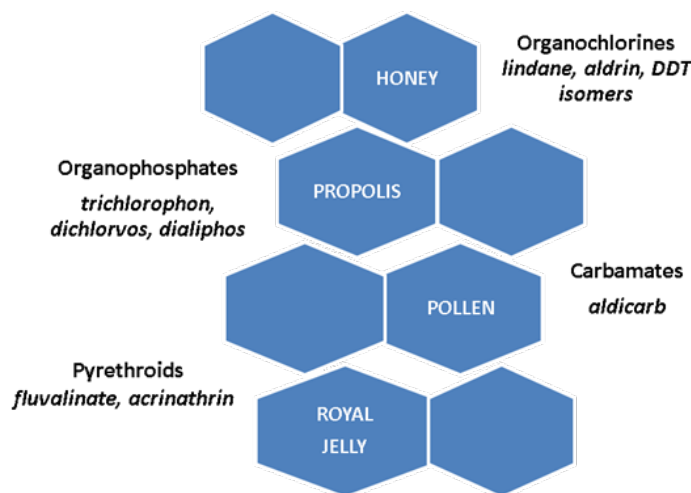 HONEY
Organochlorines
lindane, aldrin, DDT
isomers
Organophosphates
trichlorophon,
dichlorvos, dialiphos
PROPOLIS
Carbamates
aldicarb
POLLEN
Pyrethroids
fluvalinate, acrinathrin
ROYAL
JELLY